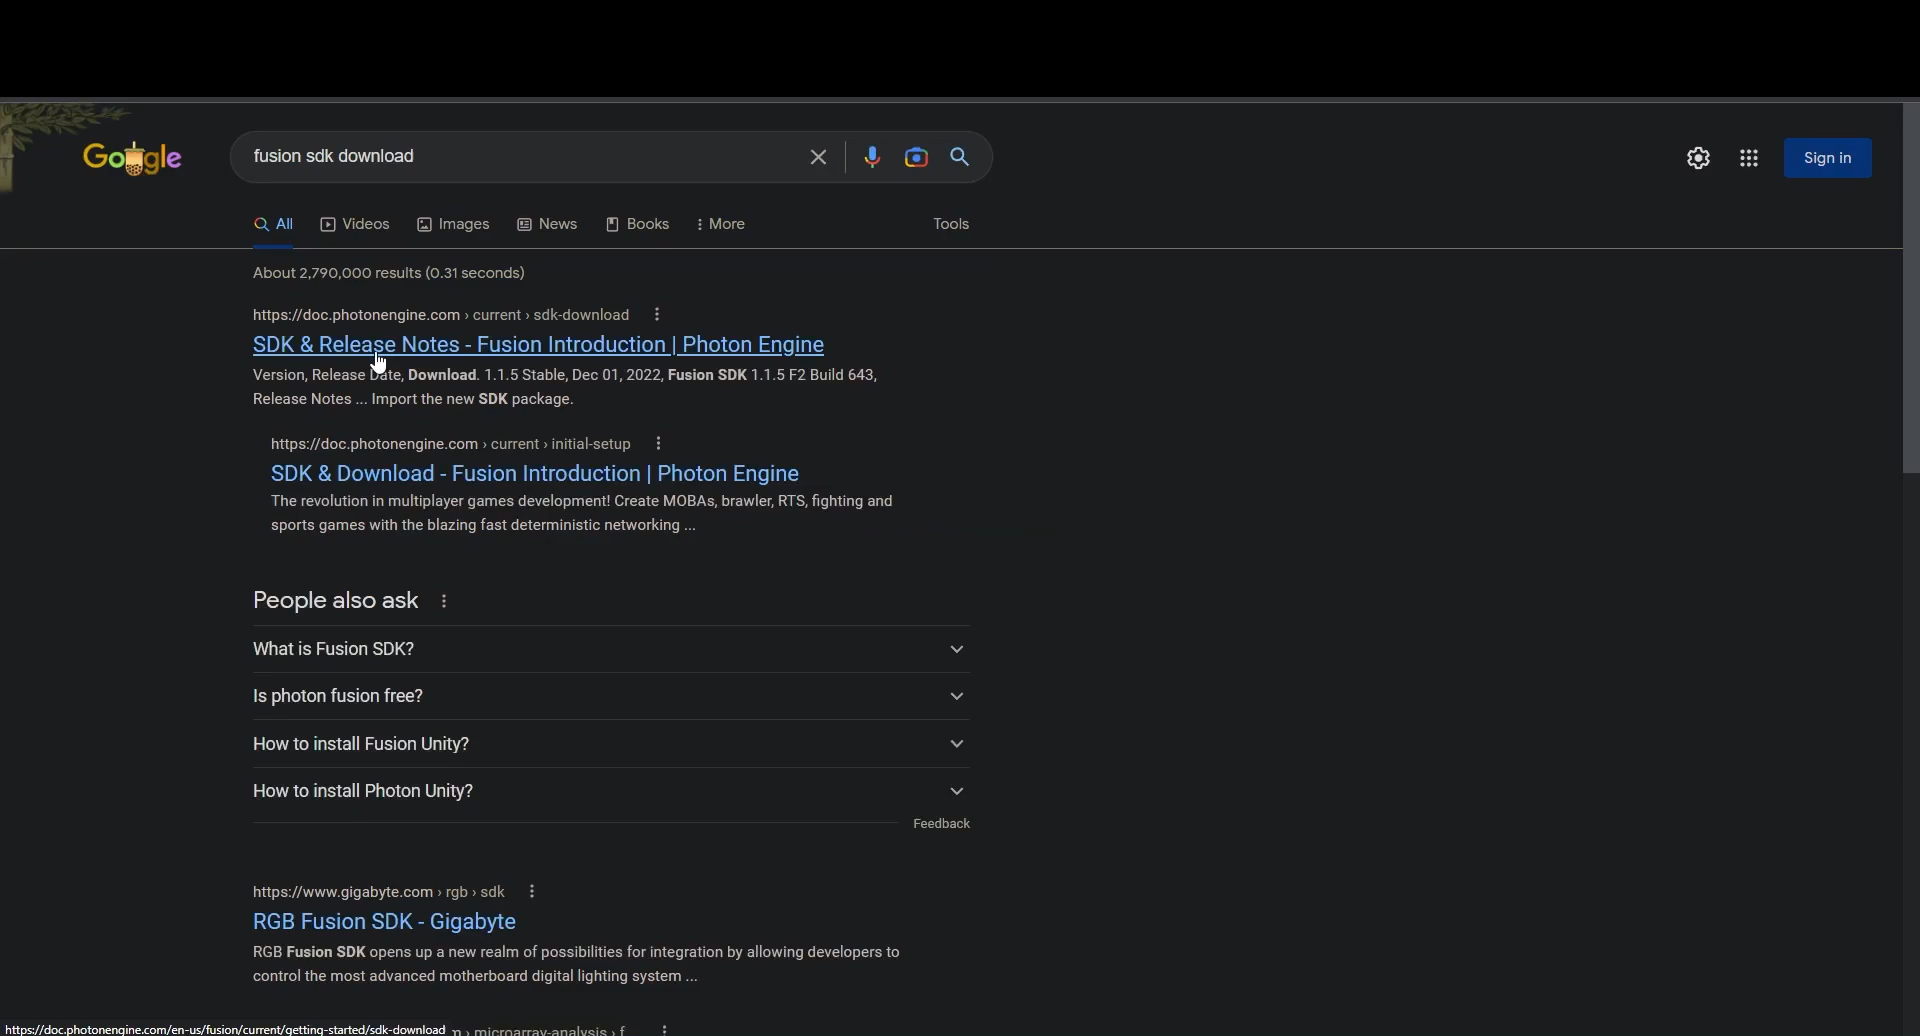 Google
fusion sdk download
Sign in
All Videos Images News Books More Tools
About 2,790,000 results (0.31 seconds)
https://doc.photonengine.com › current › sdk-download
SDK & Release Notes - Fusion Introduction | Photon Engine
Version, Release Date, Download. 1.1.5 Stable, Dec 01, 2022, Fusion SDK 1.1.5 F2 Build 643,
Release Notes ... Import the new SDK package.
https://doc.photonengine.com › current › initial-setup
SDK & Download - Fusion Introduction | Photon Engine
The revolution in multiplayer games development! Create MOBAs, brawler, RTS, fighting and
sports games with the blazing fast deterministic networking ...
People also ask
What is Fusion SDK?
Is photon fusion free?
How to install Fusion Unity?
How to install Photon Unity?
Feedback
https://www.gigabyte.com › rgb › sdk
RGB Fusion SDK - Gigabyte
RGB Fusion SDK opens up a new realm of possibilities for integration by allowing developers to
control the most advanced motherboard digital lighting system ...
https://doc.photonengine.com/en-us/fusion/current/getting-started/sdk-download
› microarray-analysis › f